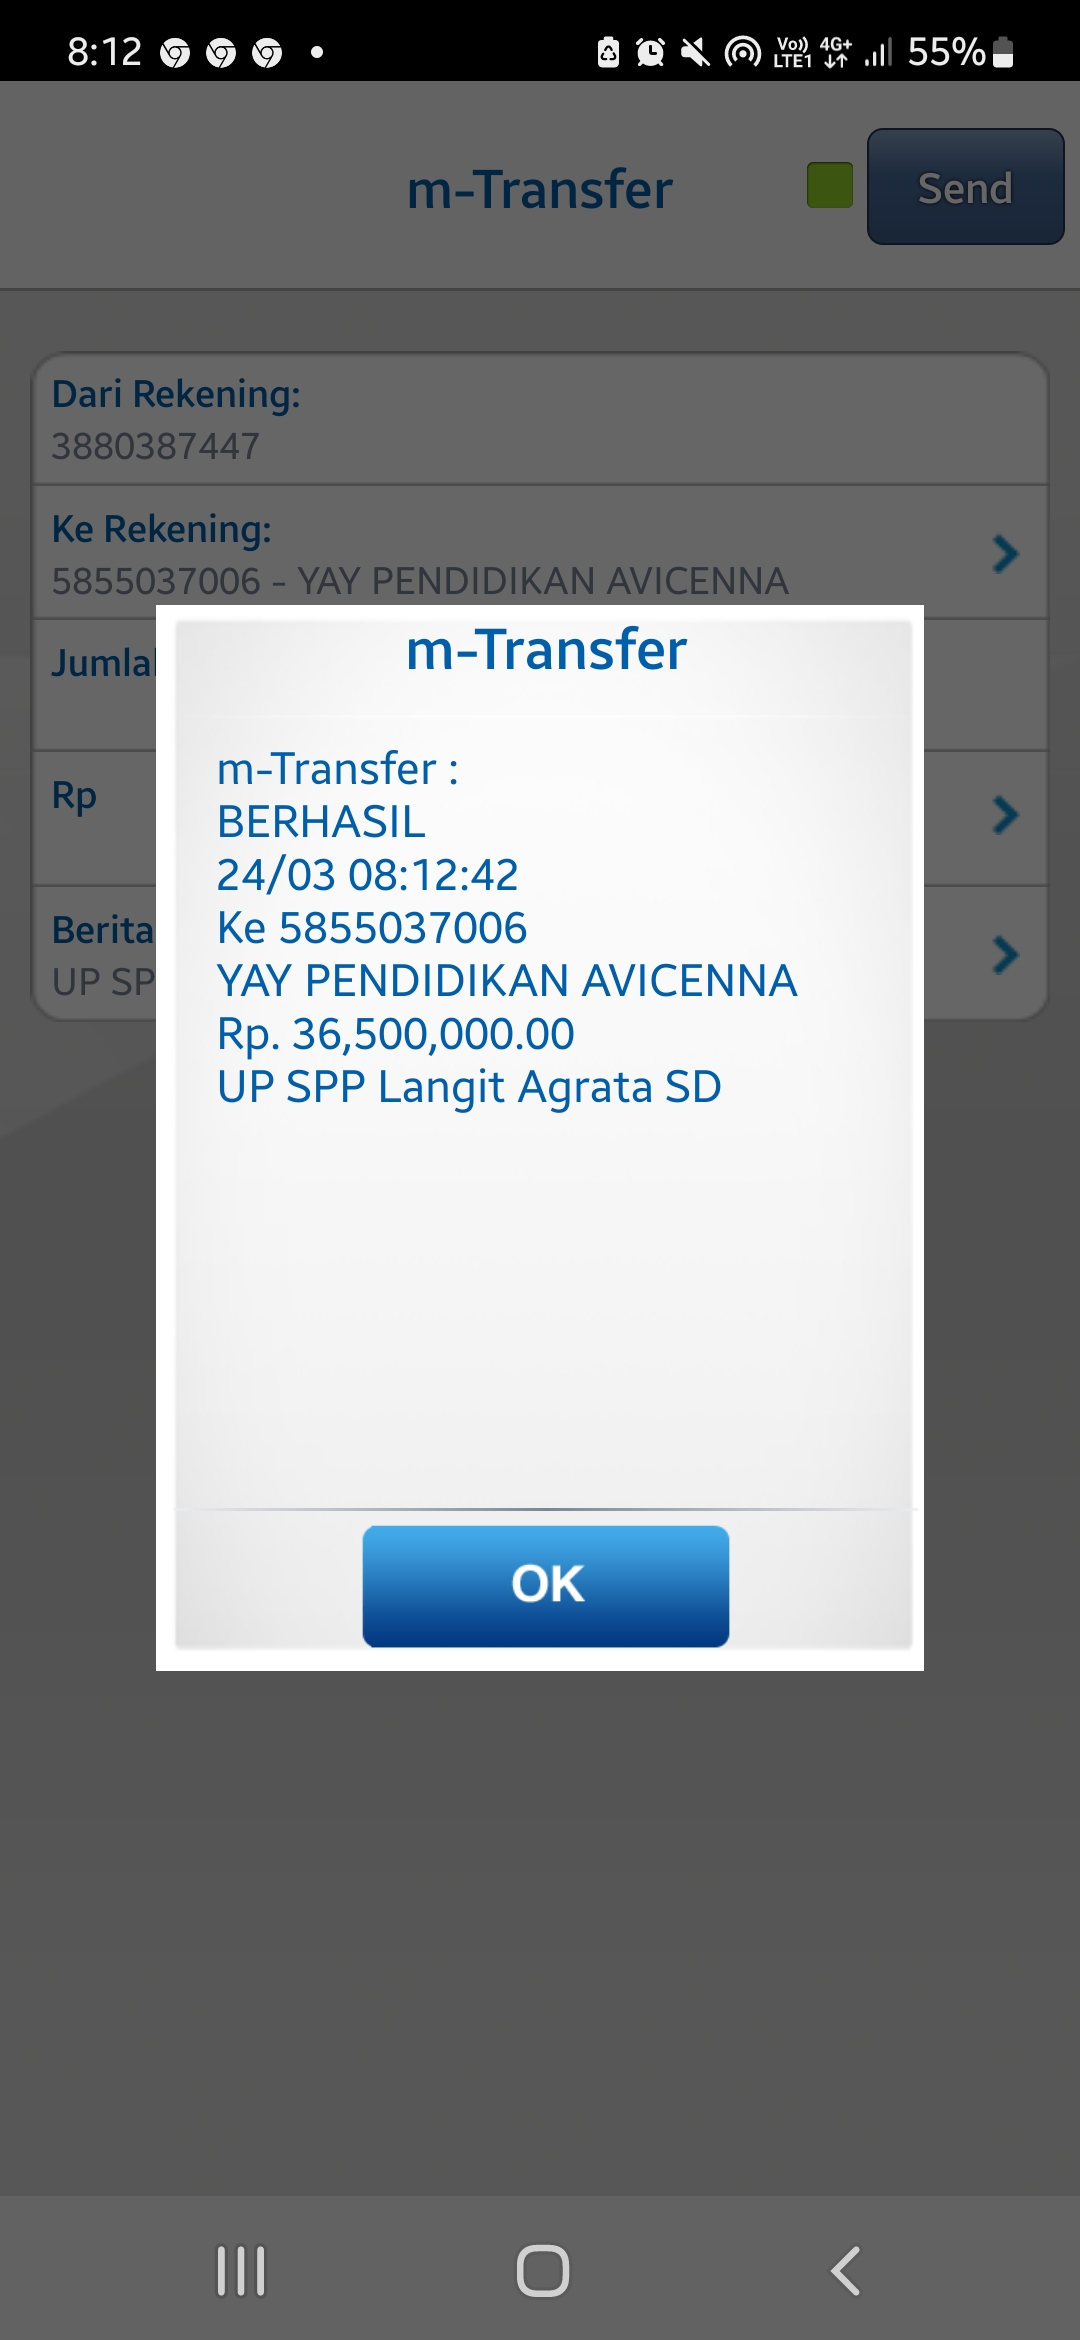 8:12
Vo)) LTE1 4G+ 55%
m-Transfer
Send
Dari Rekening:
3880387447
Ke Rekening:
5855037006 - YAY PENDIDIKAN AVICENNA
Jumla
Rp
Berita
UP SP
m-Transfer
m-Transfer :
BERHASIL
24/03 08:12:42
Ke 5855037006
YAY PENDIDIKAN AVICENNA
Rp. 36,500,000.00
UP SPP Langit Agrata SD
OK